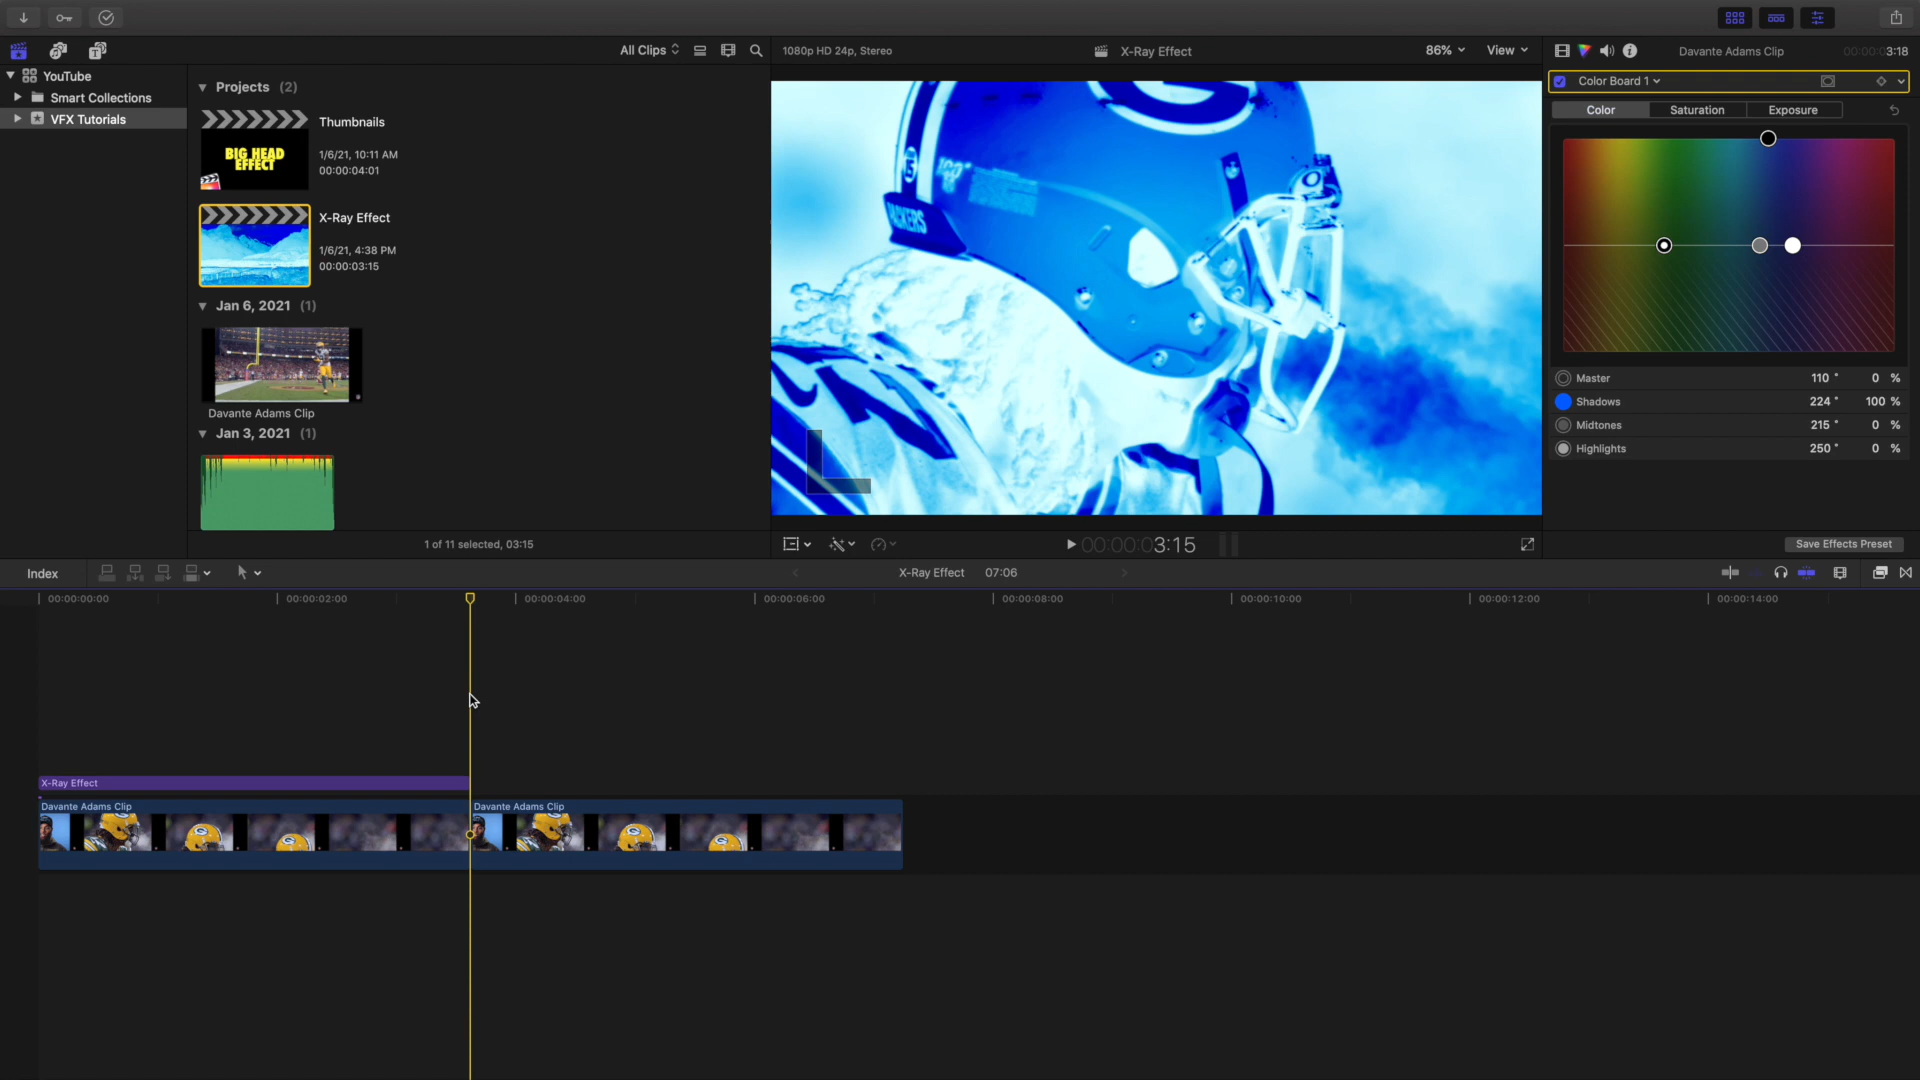 All Clips
1080p HD 24p, Stereo
X-Ray Effect
86%
View
Davante Adams Clip
00:00:03:18
YouTube
Smart Collections
VFX Tutorials
Projects (2)
Thumbnails
1/6/21, 10:11 AM
00:00:04:01
BIG HEAD
EFFECT
X-Ray Effect
1/6/21, 4:38 PM
00:00:03:15
Jan 6, 2021 (1)
Davante Adams Clip
Jan 3, 2021 (1)
1 of 11 selected, 03:15
PACKERS
Color Board 1
Color
Saturation
Exposure
Master 110 ° 0 %
Shadows 224 ° 100 %
Midtones 215 ° 0 %
Highlights 250 ° 0 %
00:00:03:15
Save Effects Preset
Index
X-Ray Effect 07:06
00:00:00:00
00:00:02:00
00:00:04:00
00:00:06:00
00:00:08:00
00:00:10:00
00:00:12:00
00:00:14:00
X-Ray Effect
Davante Adams Clip
Davante Adams Clip